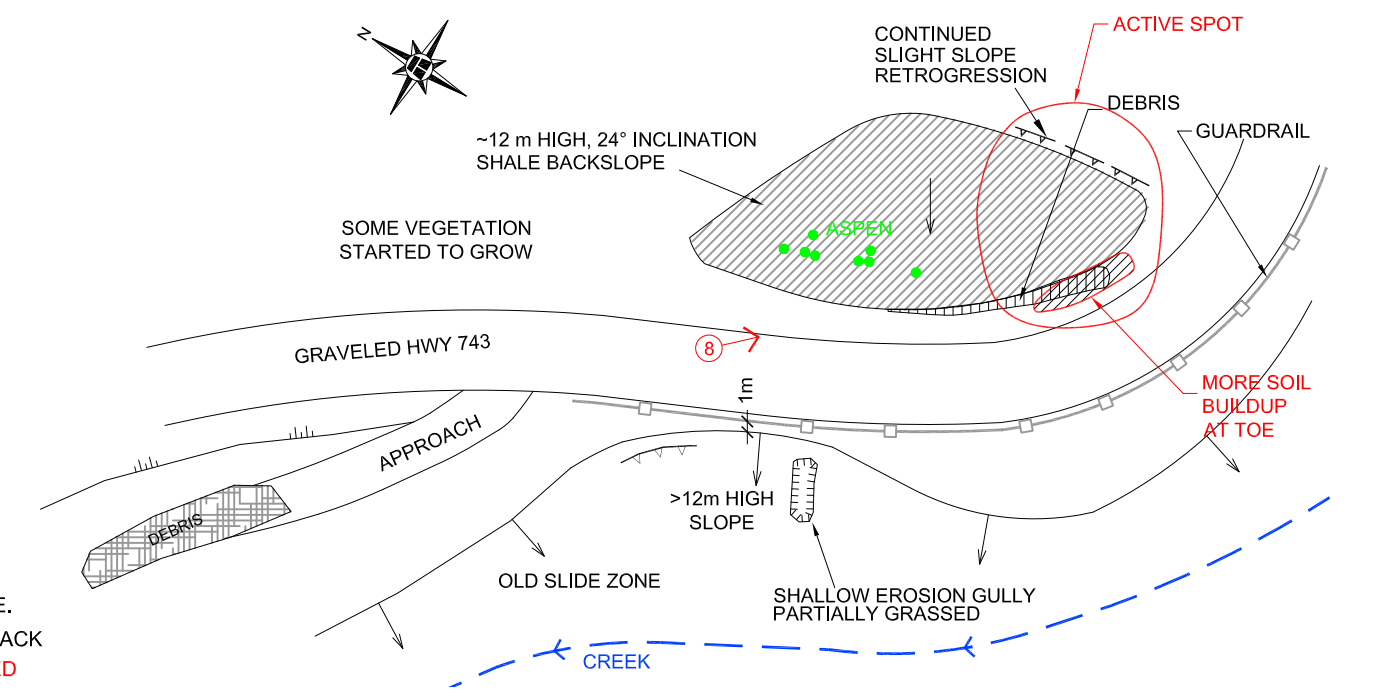 N
CONTINUED
SLIGHT SLOPE
RETROGRESSION
ACTIVE SPOT
DEBRIS
GUARDRAIL
~12 m HIGH, 24° INCLINATION
SHALE BACKSLOPE
SOME VEGETATION
STARTED TO GROW
ASPEN
GRAVELED HWY 743
8
1m
MORE SOIL
BUILDUP
AT TOE
APPROACH
>12m HIGH
SLOPE
DEBRIS
OLD SLIDE ZONE
SHALLOW EROSION GULLY
PARTIALLY GRASSED
CREEK
E.
ACK
ED